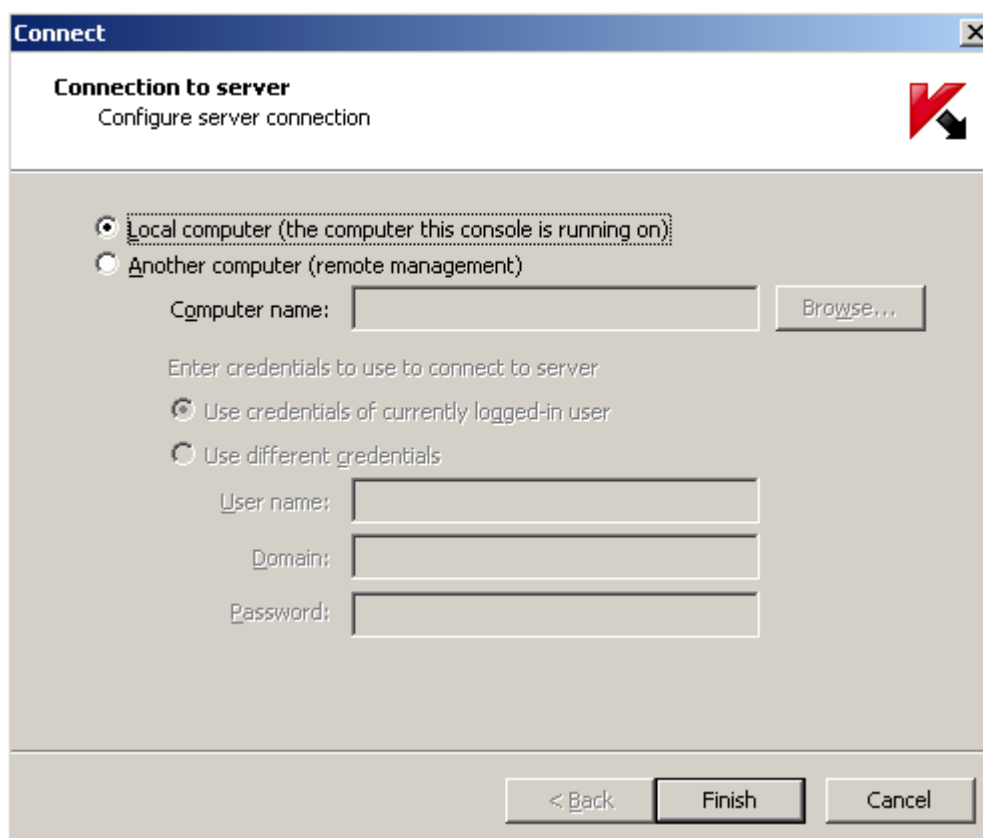 Connect
Connection to server
Configure server connection
Local computer (the computer this console is running on)
Another computer (remote management)
Computer name:
Browse...
Enter credentials to use to connect to server
Use credentials of currently logged-in user
Use different credentials
User name:
Domain:
Password:
< Back Finish Cancel